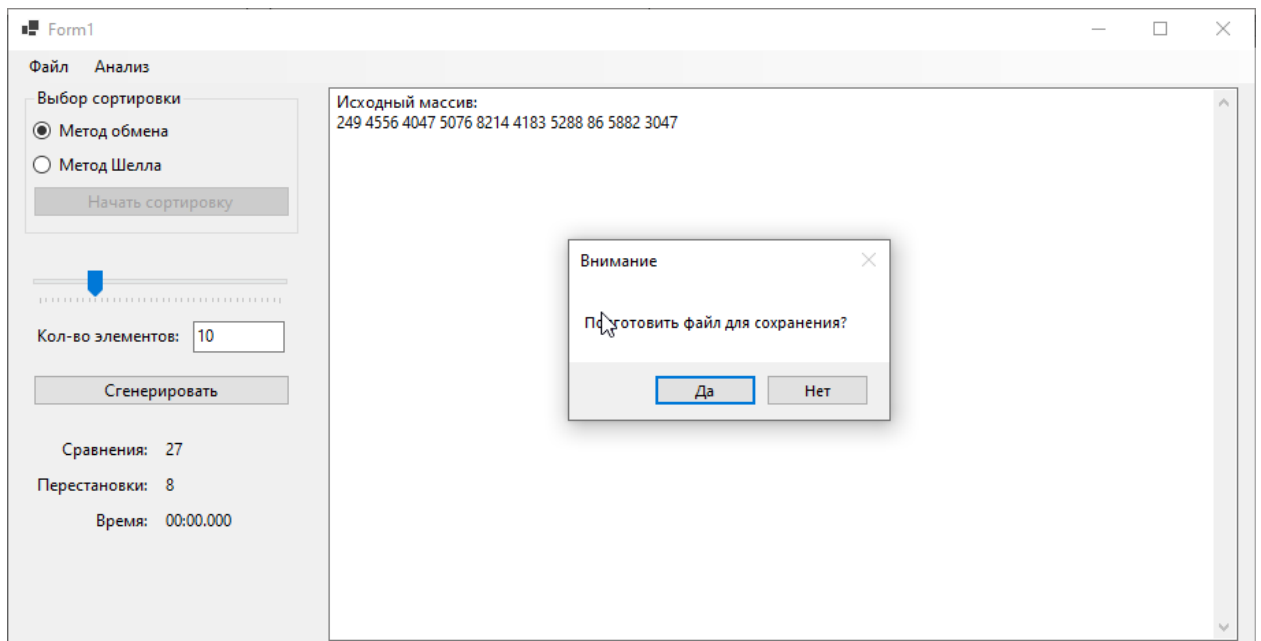 Form1
Файл Анализ
Выбор сортировки
Метод обмена
Метод Шелла
Начать сортировку
Кол-во элементов: 10
Сгенерировать
Сравнения: 27
Перестановки: 8
Время: 00:00.000
Исходный массив:
249 4556 4047 5076 8214 4183 5288 86 5882 3047
Внимание
Подготовить файл для сохранения?
Да Нет